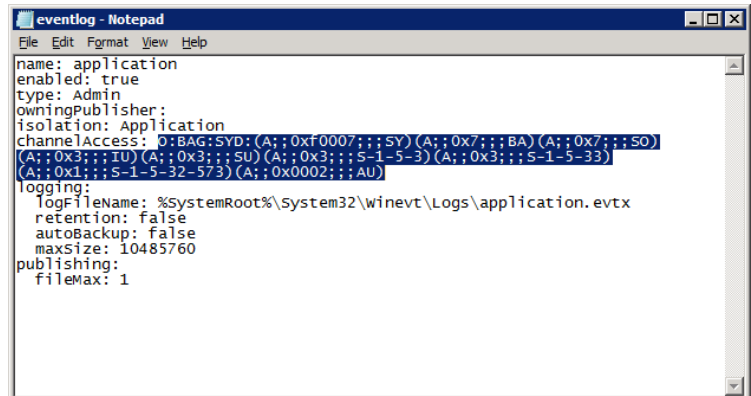 eventlog - Notepad
File Edit Format View Help
name: application
enabled: true
type: Admin
owningPublisher:
isolation: Application
channelAccess: O:BAG:SYD:(A;;0xf0007;;;SY)(A;;0x7;;;BA)(A;;0x7;;;SO)
(A;;0x3;;;IU)(A;;0x3;;;SU)(A;;0x3;;;S-1-5-3)(A;;0x3;;;S-1-5-33)
(A;;0x1;;;S-1-5-32-573)(A;;0x0002;;;AU)
logging:
  logFileName: %SystemRoot%\System32\Winevt\Logs\application.evtx
  retention: false
  autoBackup: false
  maxSize: 10485760
publishing:
  fileMax: 1